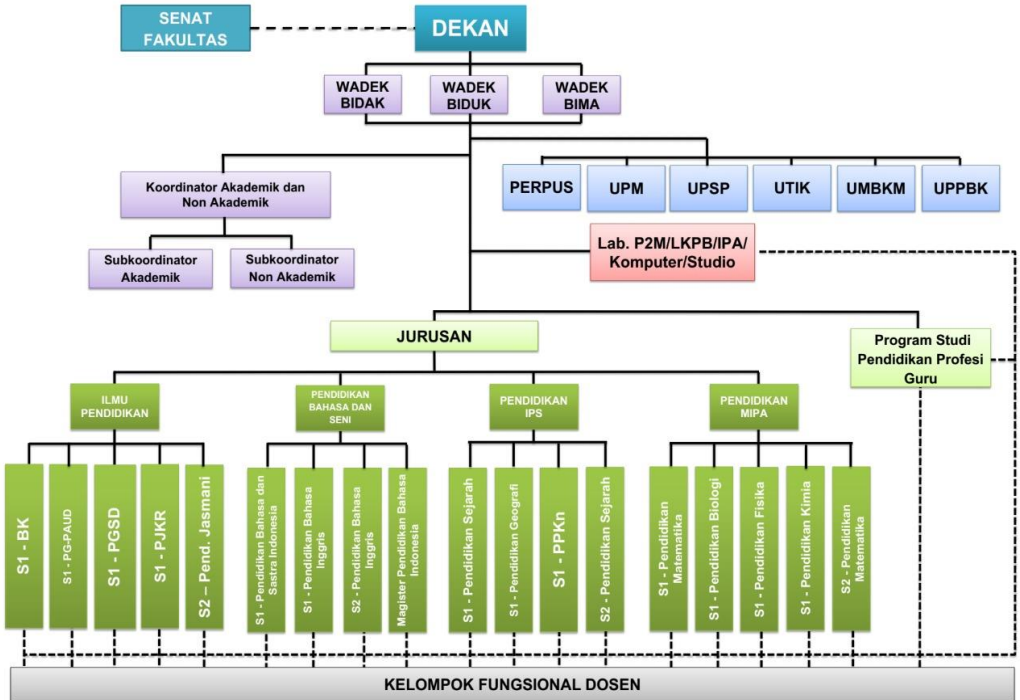 SENAT
FAKULTAS
DEKAN
WADEK
BIDAK
WADEK
BIDUK
WADEK
BIMA
Koordinator Akademik dan
Non Akademik
PERPUS
UPM
UPSP
UTIK
UMBKM
UPPBK
Subkoordinator
Akademik
Subkoordinator
Non Akademik
Lab. P2M/LKPB/IPA/
Komputer/Studio
JURUSAN
Program Studi
Pendidikan Profesi
Guru
ILMU
PENDIDIKAN
PENDIDIKAN
BAHASA DAN
SENI
PENDIDIKAN
IPS
PENDIDIKAN
MIPA
S1 - BK
S1 - PG-PAUD
S1 - PGSD
S1 - PJKR
S2 – Pend. Jasmani
S1 - Pendidikan Bahasa dan
Sastra Indonesia
S1 - Pendidikan Bahasa
Inggris
S2 - Pendidikan Bahasa
Inggris
Magister Pendidikan Bahasa
Indonesia
S1 - Pendidikan Sejarah
S1 - Pendidikan Geografi
S1 - PPKn
S2 - Pendidikan Sejarah
S1 - Pendidikan
Matematika
S1 - Pendidikan Biologi
S1 - Pendidikan Fisika
S1 - Pendidikan Kimia
S2 - Pendidikan
Matematika
KELOMPOK FUNGSIONAL DOSEN